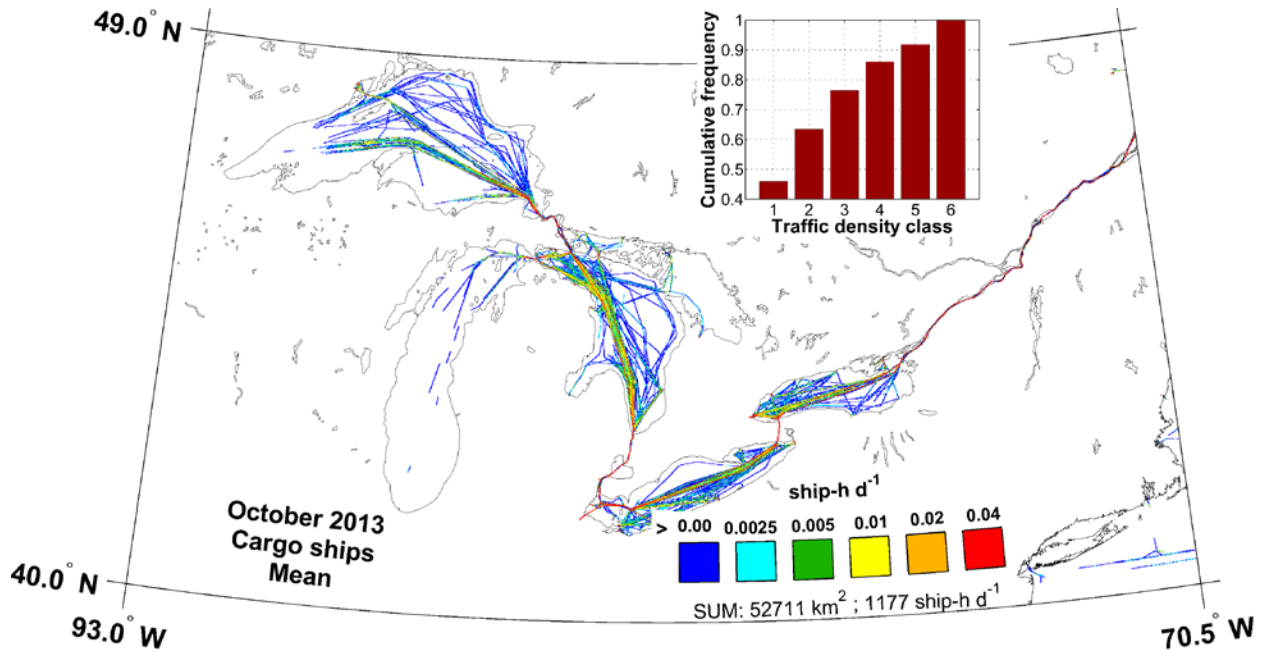 49.0° N
1
0.9
0.8
0.7
0.6
0.5
0.4
Cumulative frequency
1 2 3 4 5 6
Traffic density class
ship-h d⁻¹
> 0.00 0.0025 0.005 0.01 0.02 0.04
October 2013
Cargo ships
Mean
SUM: 52711 km² ; 1177 ship-h d⁻¹
40.0° N
93.0° W
70.5° W